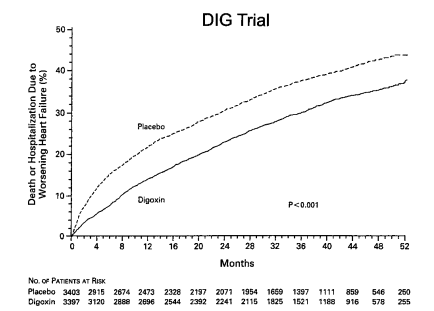 DIG Trial
Death or Hospitalization Due to
Worsening Heart Failure (%)
50
40
30
20
10
0
Placebo
Digoxin
P<0.001
0 4 8 12 16 20 24 28 32 36 40 44 48 52
Months
No. of Patients at Risk
Placebo 3403 2915 2674 2473 2328 2197 2071 1954 1659 1397 1111 859 546 250
Digoxin 3397 3120 2888 2696 2544 2392 2241 2115 1825 1521 1188 916 578 255